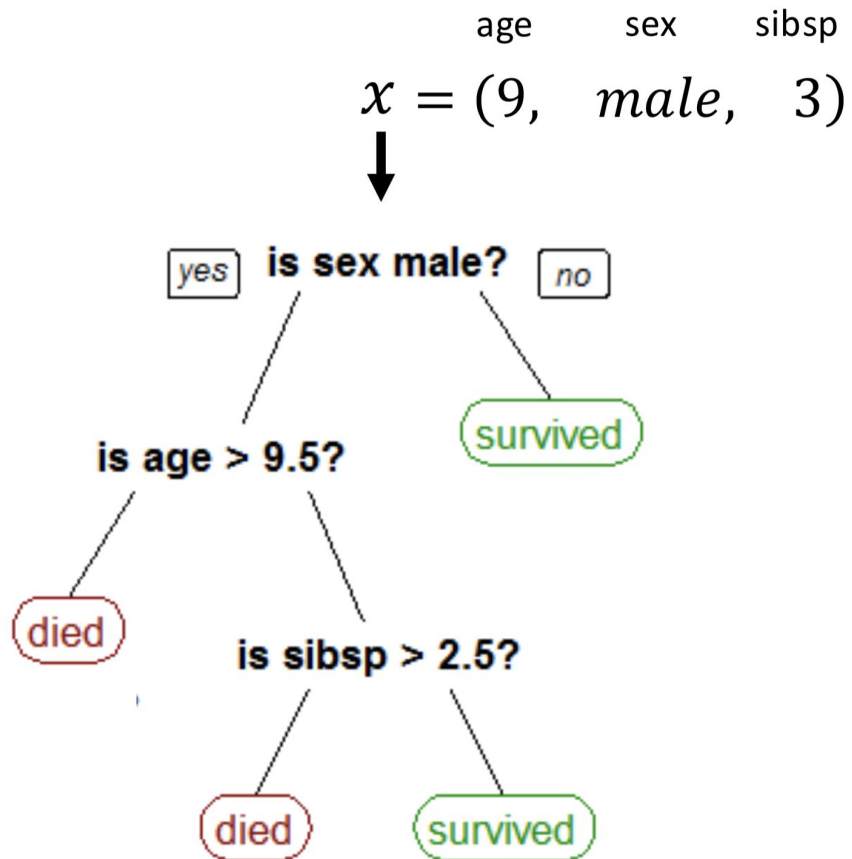 age sex sibsp
x = (9, male, 3)
yes is sex male? no
survived
is age > 9.5?
died
is sibsp > 2.5?
died survived